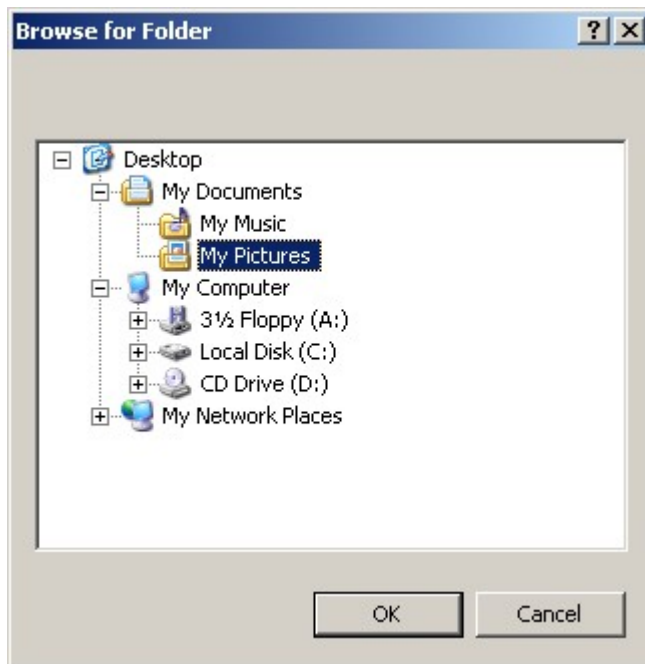 Browse for Folder
Desktop
My Documents
My Music
My Pictures
My Computer
3½ Floppy (A:)
Local Disk (C:)
CD Drive (D:)
My Network Places
OK
Cancel